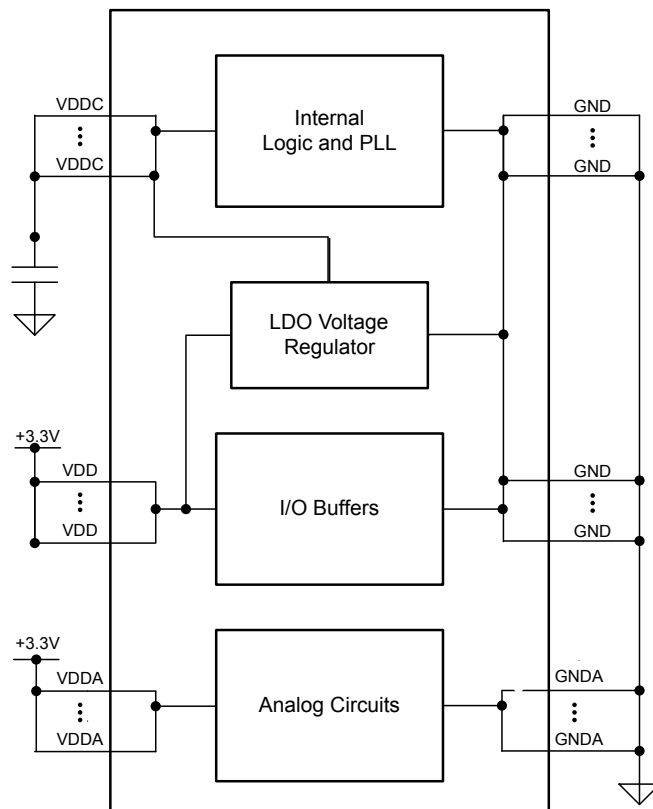 VDDC
Internal
Logic and PLL
GND
VDDC
GND
LDO Voltage
Regulator
+3.3V
VDD
GND
I/O Buffers
VDD
GND
+3.3V
VDDA
GNDA
Analog Circuits
VDDA
GNDA